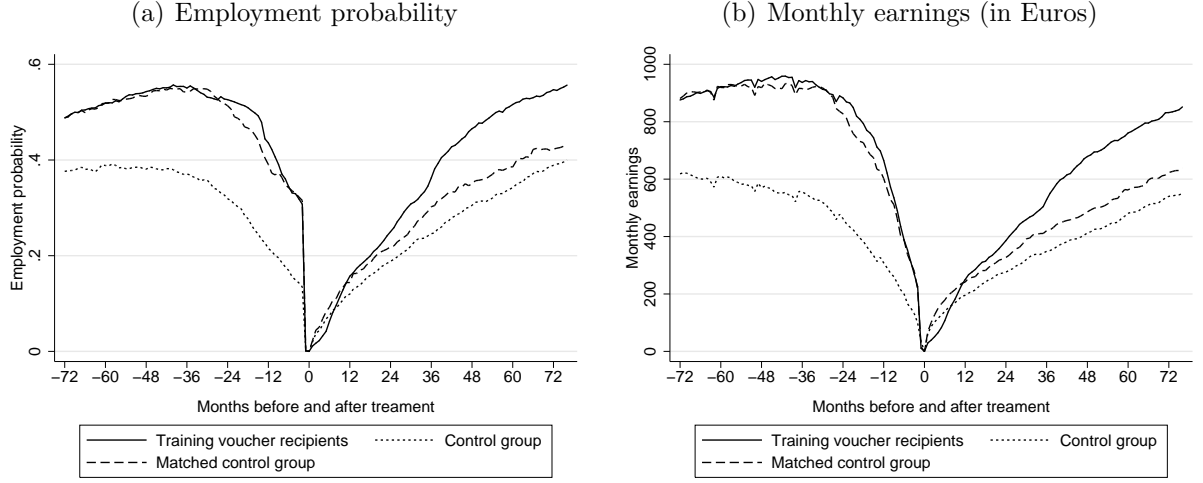 (a) Employment probability
Employment probability
0 .2 .4 .6
−72 −60 −48 −36 −24 −12 0 12 24 36 48 60 72
Months before and after treament
Training voucher recipients Control group
Matched control group
(b) Monthly earnings (in Euros)
Monthly earnings
0 200 400 600 800 1000
−72 −60 −48 −36 −24 −12 0 12 24 36 48 60 72
Months before and after treament
Training voucher recipients Control group
Matched control group